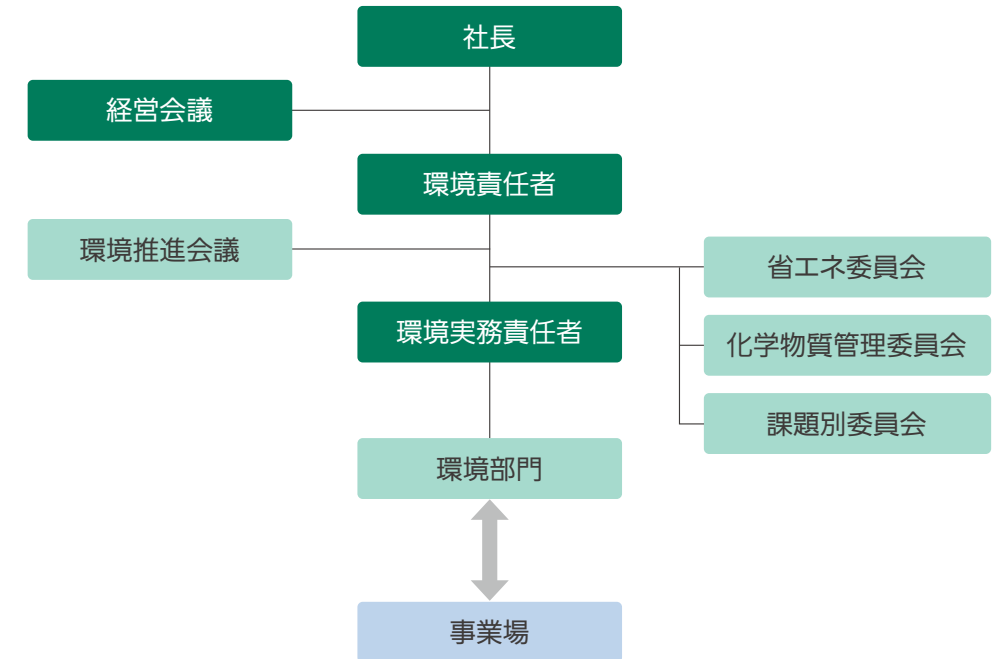 社長
経営会議
環境責任者
環境推進会議
省エネ委員会
環境実務責任者
化学物質管理委員会
課題別委員会
環境部門
事業場